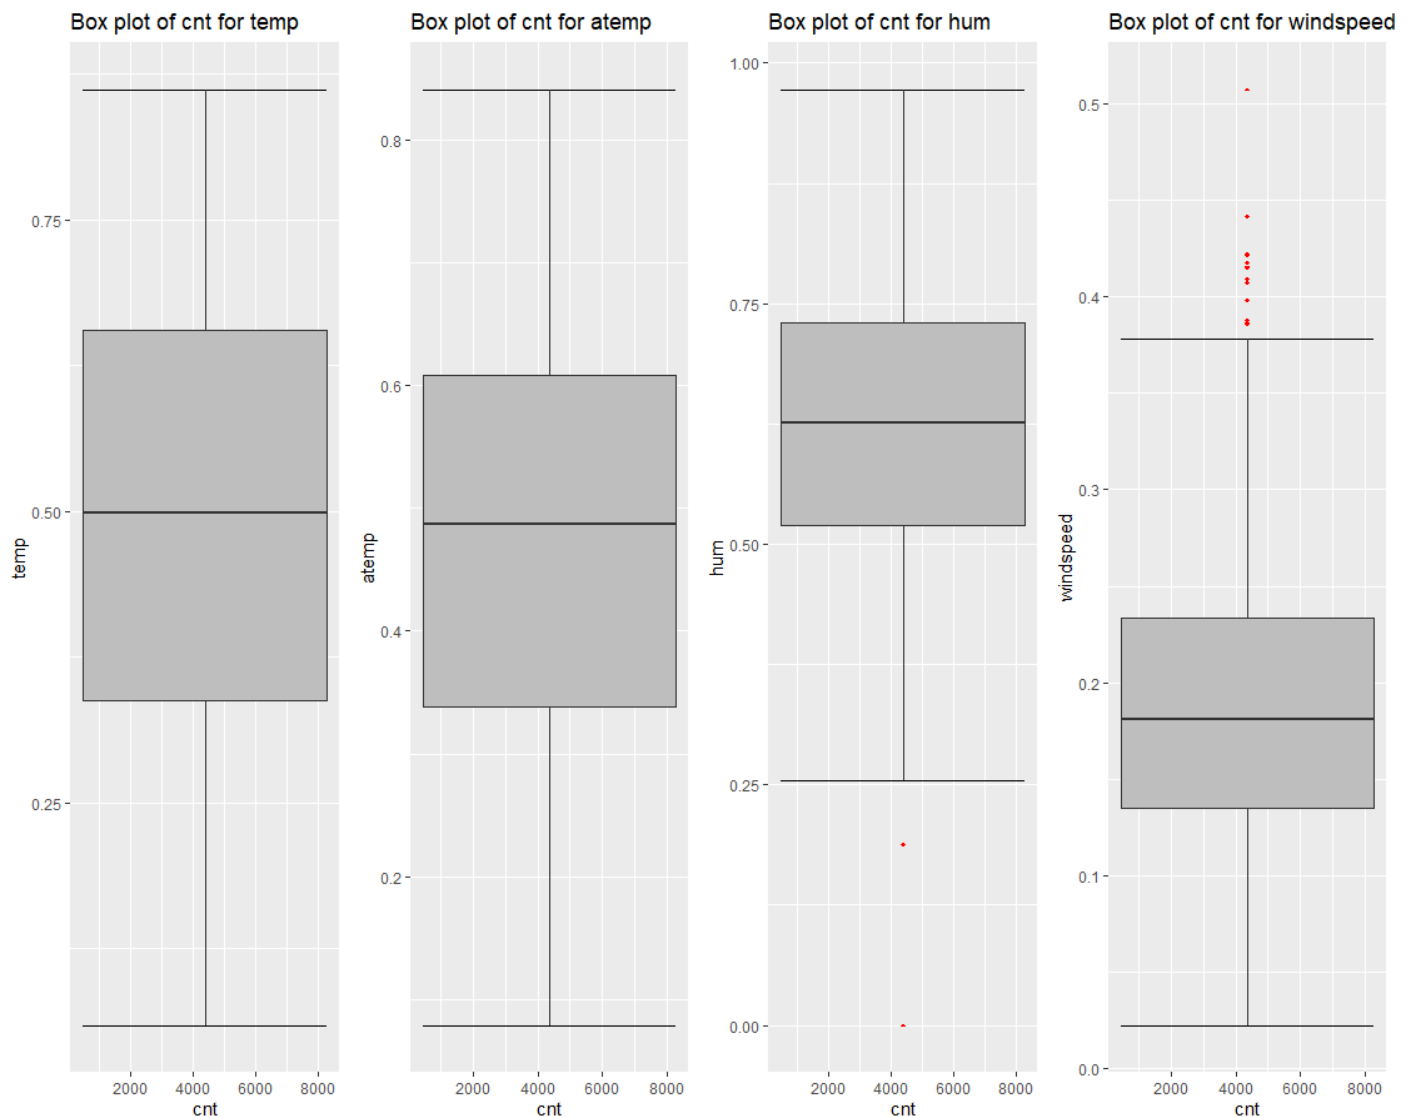 Box plot of cnt for temp
temp
0.75
0.50
0.25
2000 4000 6000 8000
cnt
Box plot of cnt for atemp
atemp
0.8
0.6
0.4
0.2
2000 4000 6000 8000
cnt
Box plot of cnt for hum
hum
1.00
0.75
0.50
0.25
0.00
2000 4000 6000 8000
cnt
Box plot of cnt for windspeed
windspeed
0.5
0.4
0.3
0.2
0.1
0.0
2000 4000 6000 8000
cnt